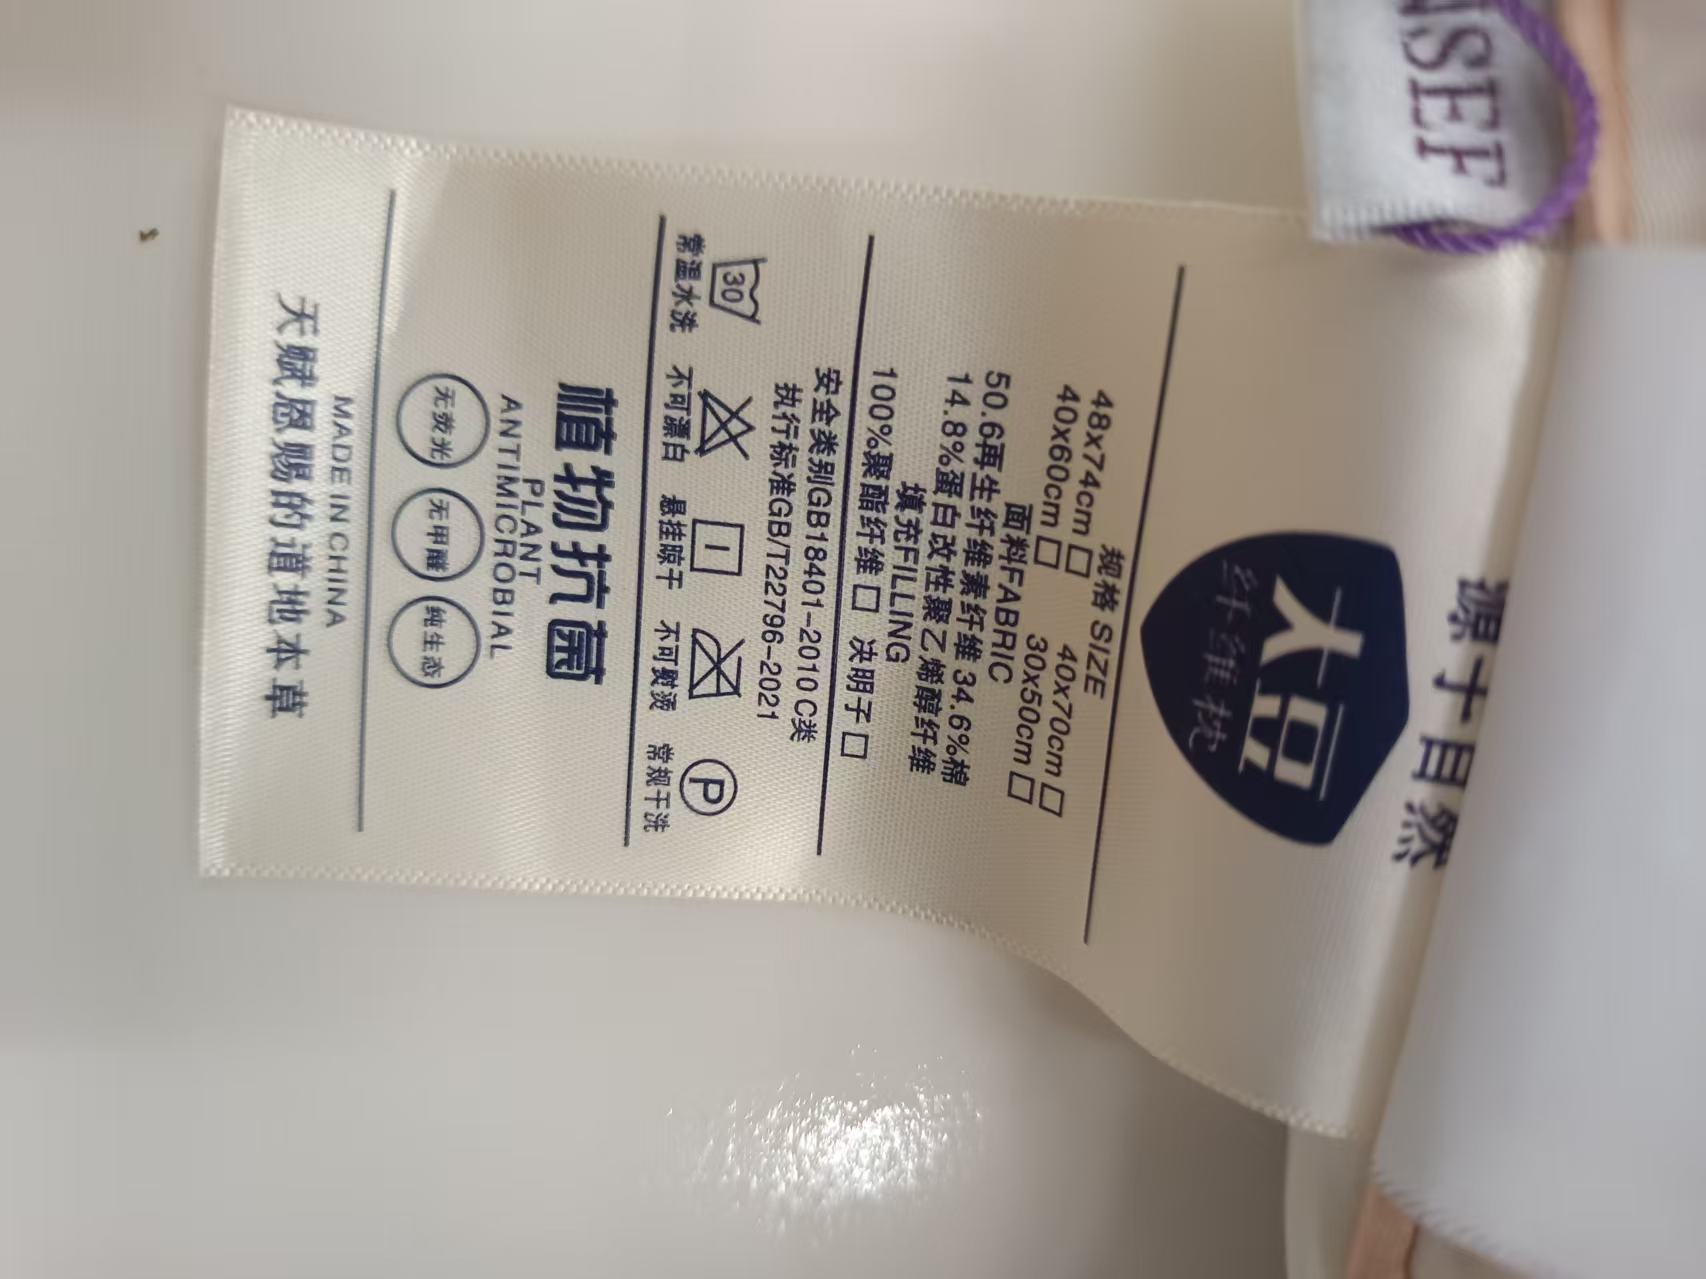 NSEF
源于自然
大豆
纤维枕
规格 SIZE
48x74cm□ 40x70cm□
40x60cm□ 30x50cm□
面料FABRIC
50.6再生纤维素纤维 34.6%棉
14.8%蛋白改性聚乙烯醇纤维
填充FILLING
100%聚酯纤维□ 决明子□
安全类别GB18401-2010 C类
执行标准GB/T22796-2021
30 P
常温水洗 不可漂白 悬挂晾干 不可熨烫 常规干洗
植物抗菌
PLANT
ANTIMICROBIAL
无荧光 无甲醛 纯生态
MADE IN CHINA
天赋恩赐的道地本草